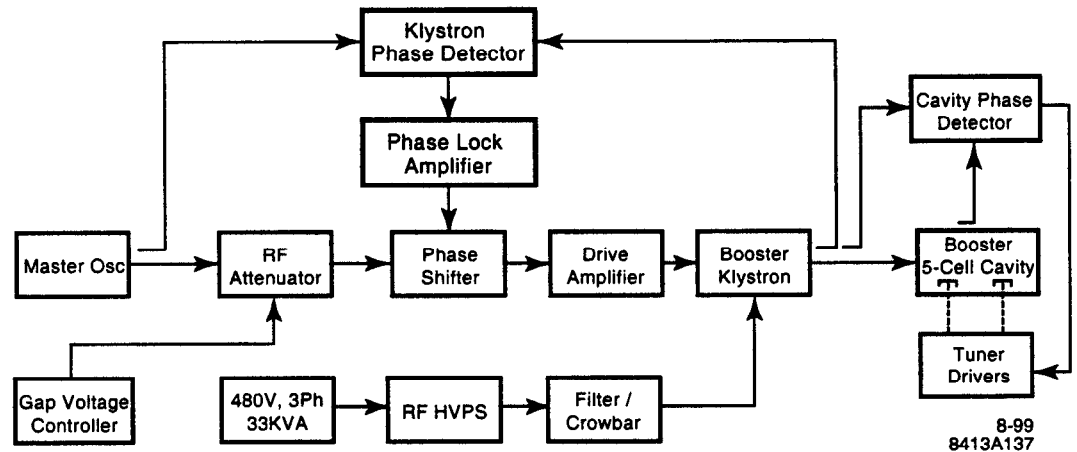 Klystron
Phase Detector
Cavity Phase
Detector
Phase Lock
Amplifier
Master Osc
RF
Attenuator
Phase
Shifter
Drive
Amplifier
Booster
Klystron
Booster
5-Cell Cavity
Gap Voltage
Controller
480V, 3Ph
33KVA
RF HVPS
Filter /
Crowbar
Tuner
Drivers
8-99
8413A137